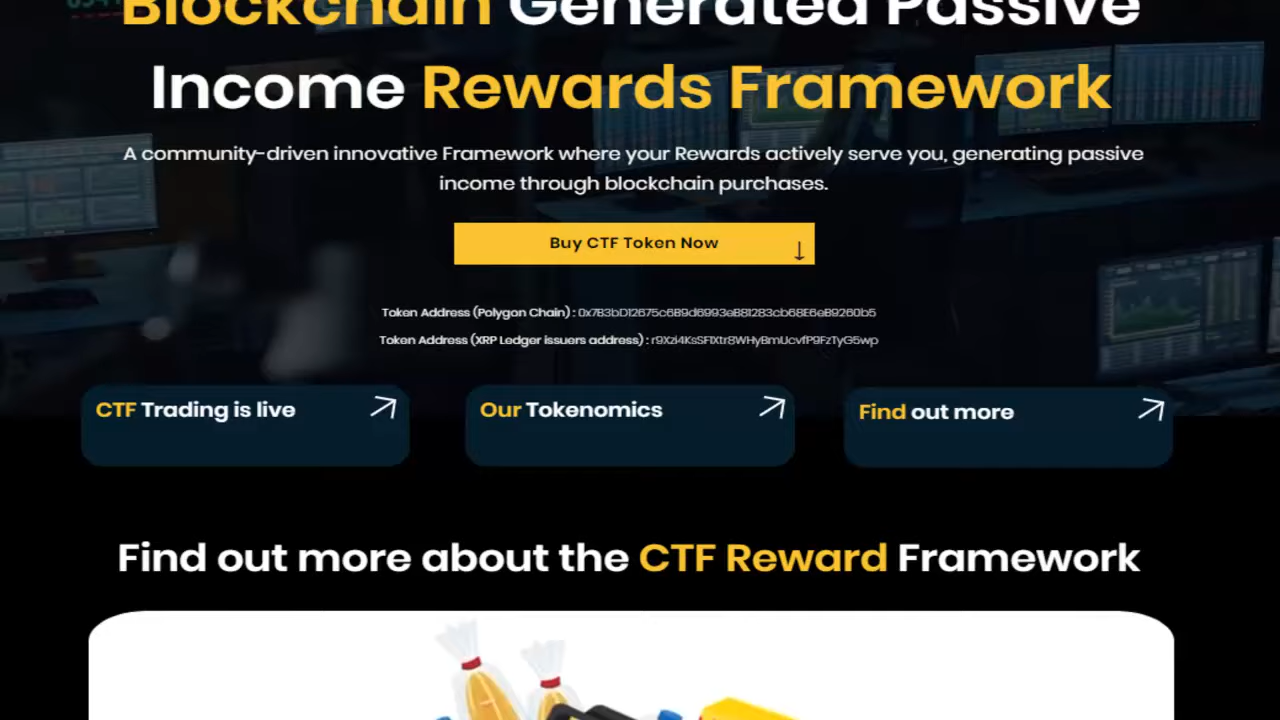 Blockchain Generated Passive
Income Rewards Framework
A community-driven innovative Framework where your Rewards actively serve you, generating passive
income through blockchain purchases.
Buy CTF Token Now
Token Address (Polygon Chain) : 0x7B3bD12675c6B9d6993eB81283cb68E6eB9260b5
Token Address (XRP Ledger issuers address) : r9Xzi4KsSF1Xtr8WHyBmUcvfP9FzTyG5wp
CTF Trading is live
Our Tokenomics
Find out more
Find out more about the CTF Reward Framework